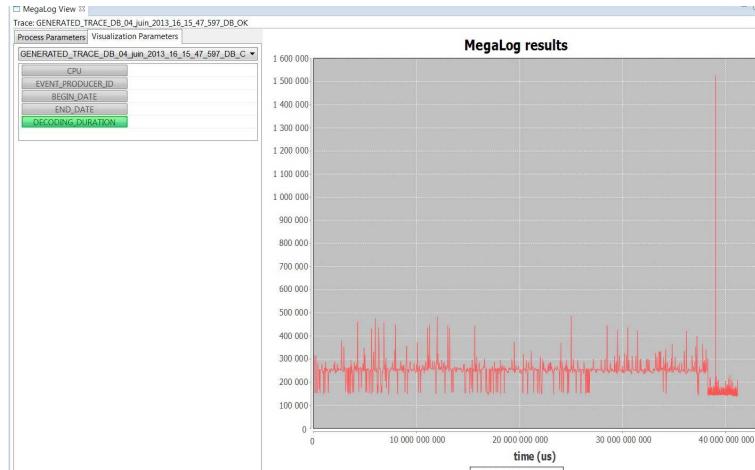 MegaLog View
Trace: GENERATED_TRACE_DB_04_juin_2013_16_15_47_597_DB_OK
Process Parameters
Visualization Parameters
GENERATED_TRACE_DB_04_juin_2013_16_15_47_597_DB_C
CPU
EVENT_PRODUCER_ID
BEGIN_DATE
END_DATE
DECODING_DURATION
MegaLog results
1 600 000
1 500 000
1 400 000
1 300 000
1 200 000
1 100 000
1 000 000
900 000
800 000
700 000
600 000
500 000
400 000
300 000
200 000
100 000
0
0 10 000 000 000 20 000 000 000 30 000 000 000 40 000 000 000
time (us)